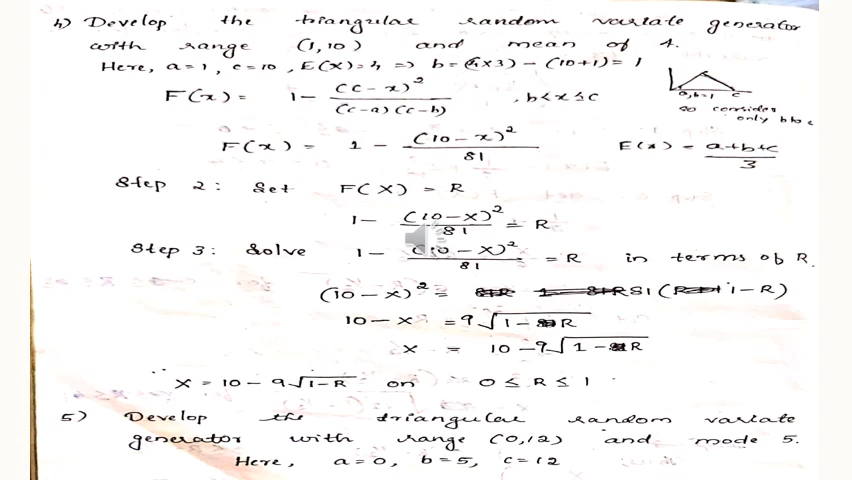 4) Develop the triangular random variate generator
with range (1,10) and mean of 4.
Here, a=1, c=10, E(X)=4 => b=(4x3) - (10+1) = 1
F(x) = 1 - (c-x)² / (c-a)(c-b) , b<x≤c
a,b=1 c
so consider
only b to c
F(x) = 1 - (10-x)² / 81
E(x) = a+b+c / 3
Step 2: Set F(X) = R
1 - (10-X)² / 81 = R
Step 3: Solve 1 - (10-X)² / 81 = R in terms of R.
(10-X)² = 81 (1-R)
10-X = 9√1-R
X = 10-9√1-R
∴ X = 10-9√1-R on 0≤R≤1
5) Develop the triangular random variate
generator with range (0,12) and mode 5.
Here, a=0, b=5, c=12